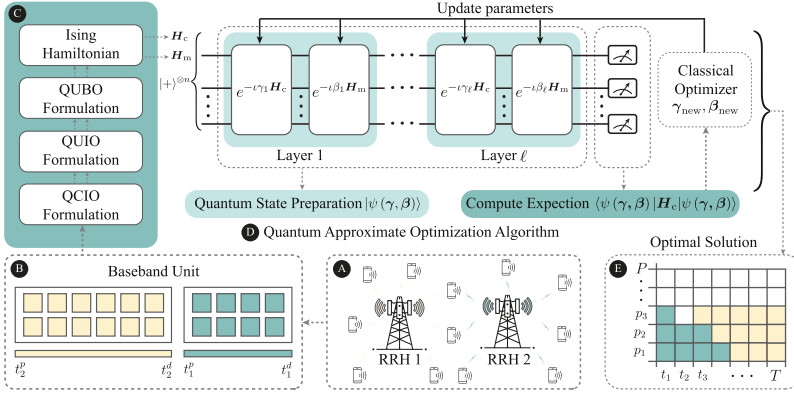 C
Ising
Hamiltonian
QUBO
Formulation
QUIO
Formulation
QCIO
Formulation
H_c
H_m
|+⟩^{⊗n}
Update parameters
e^{-ιγ_1 H_c}
e^{-ιβ_1 H_m}
e^{-ιγ_ℓ H_c}
e^{-ιβ_ℓ H_m}
Layer 1
Layer ℓ
Classical
Optimizer
γ_new, β_new
Quantum State Preparation |ψ (γ, β)⟩
Compute Expection ⟨ψ (γ, β) |H_c|ψ (γ, β)⟩
D Quantum Approximate Optimization Algorithm
B
Baseband Unit
t_2^p
t_2^d
t_1^p
t_1^d
A
RRH 1
RRH 2
Optimal Solution
E
P
p_3
p_2
p_1
t_1 t_2 t_3 · · · T